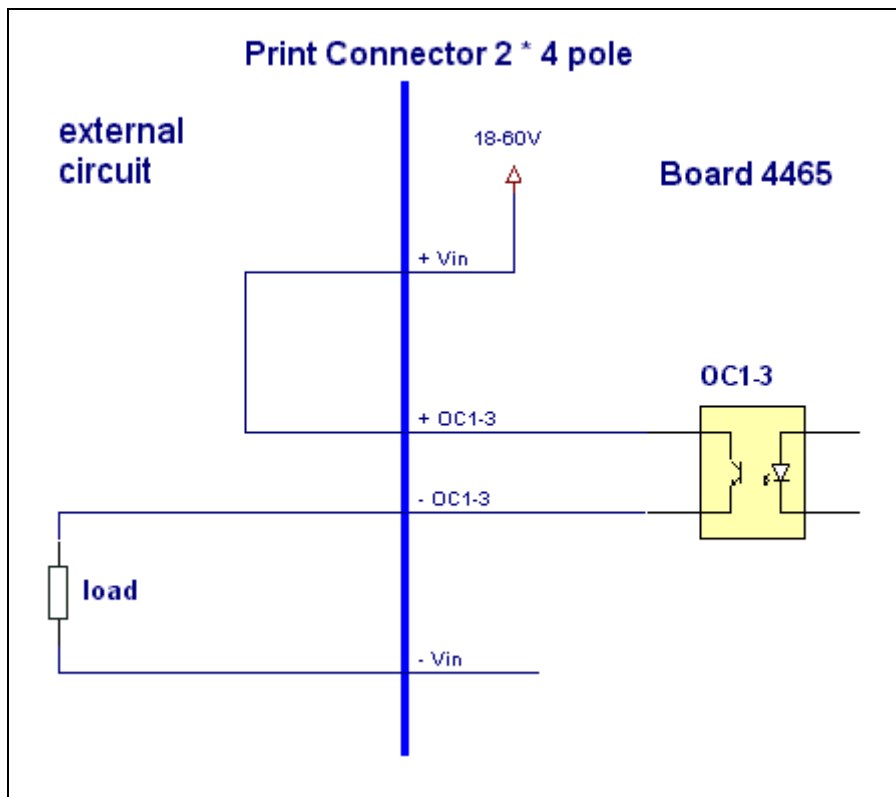 Print Connector 2 * 4 pole
external
circuit
18-60V
Board 4465
+ Vin
OC1-3
+ OC1-3
- OC1-3
load
- Vin